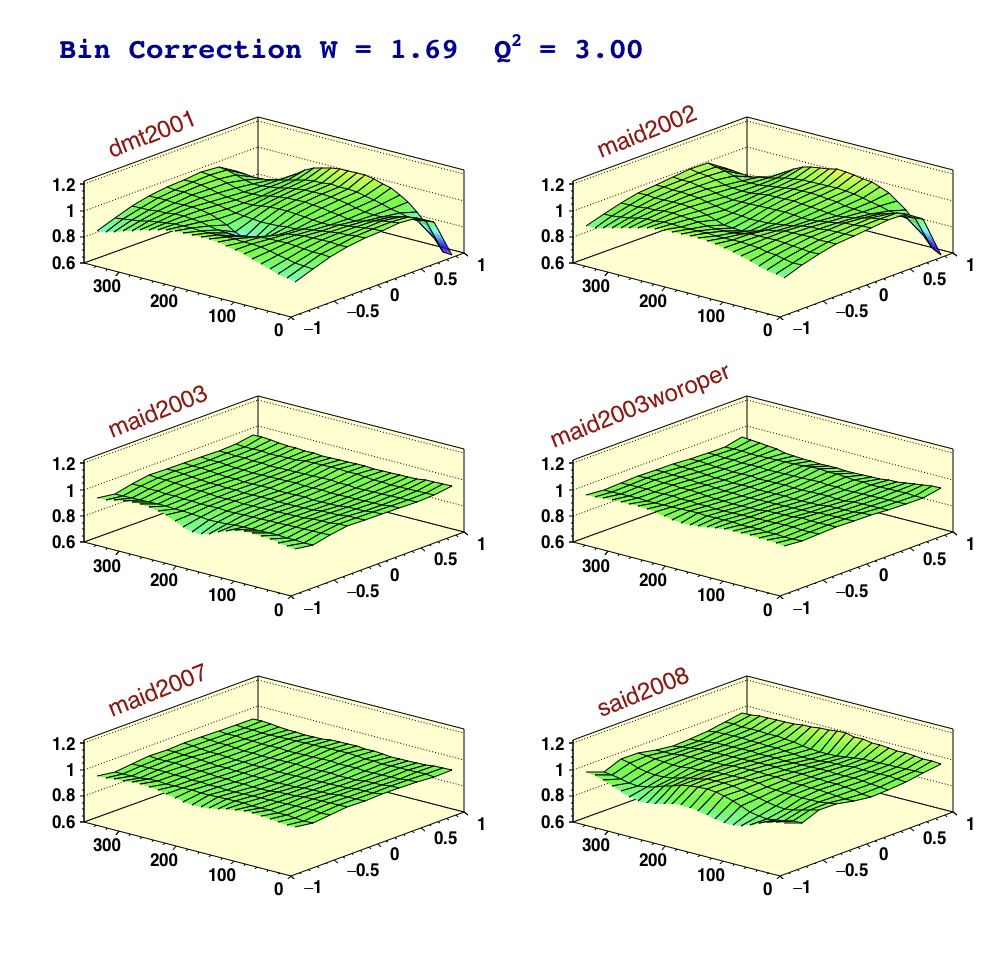 Bin Correction W = 1.69 Q² = 3.00
dmt2001 maid2002
1.2 1 0.8 0.6 300 200 100 0 −1 −0.5 0 0.5 1 1.2 1 0.8 0.6 300 200 100 0 −1 −0.5 0 0.5 1
maid2003 maid2003woroper
1.2 1 0.8 0.6 300 200 100 0 −1 −0.5 0 0.5 1 1.2 1 0.8 0.6 300 200 100 0 −1 −0.5 0 0.5 1
maid2007 said2008
1.2 1 0.8 0.6 300 200 100 0 −1 −0.5 0 0.5 1 1.2 1 0.8 0.6 300 200 100 0 −1 −0.5 0 0.5 1